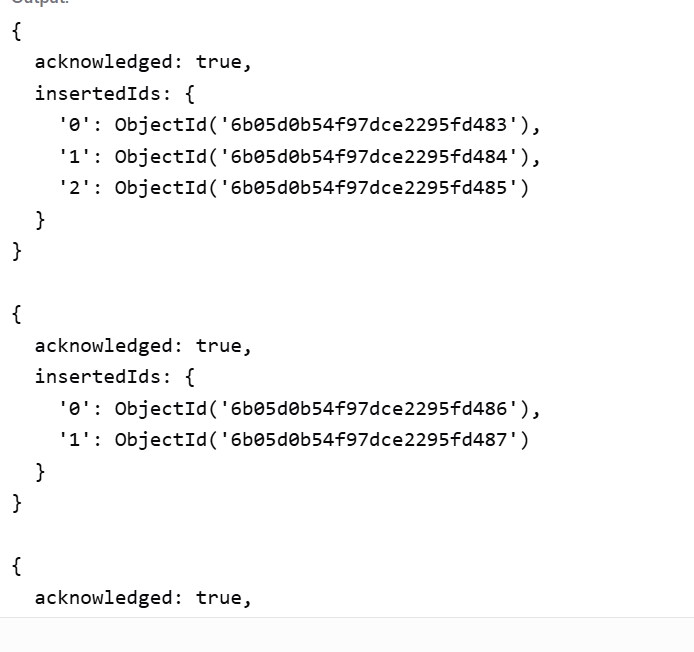 Output:
{
  acknowledged: true,
  insertedIds: {
    '0': ObjectId('6b05d0b54f97dce2295fd483'),
    '1': ObjectId('6b05d0b54f97dce2295fd484'),
    '2': ObjectId('6b05d0b54f97dce2295fd485')
  }
}
{
  acknowledged: true,
  insertedIds: {
    '0': ObjectId('6b05d0b54f97dce2295fd486'),
    '1': ObjectId('6b05d0b54f97dce2295fd487')
  }
}
{
  acknowledged: true,